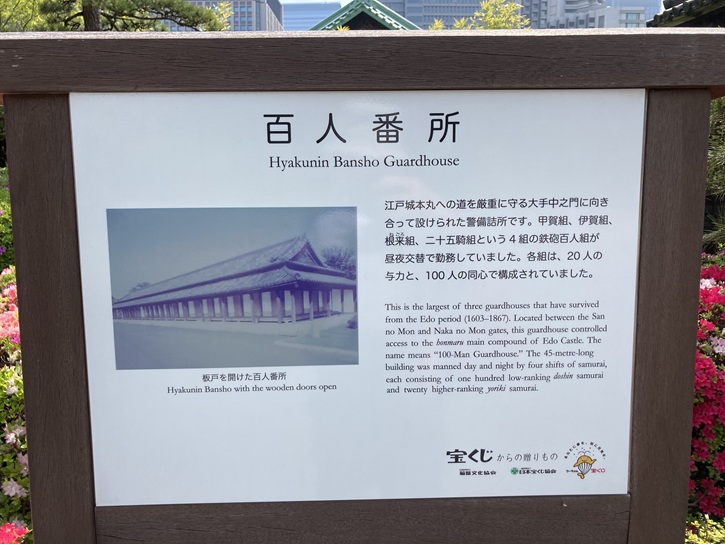 百人番所
Hyakunin Bansho Guardhouse
江戸城本丸への道を厳重に守る大手中之門に向き
合って設けられた警備詰所です。甲賀組、伊賀組、
根来組、二十五騎組という4組の鉄砲百人組が
昼夜交替で勤務していました。各組は、20人の
与力と、100人の同心で構成されていました。
This is the largest of three guardhouses that have survived
from the Edo period (1603–1867). Located between the San
no Mon and Naka no Mon gates, this guardhouse controlled
access to the honmaru main compound of Edo Castle. The
name means “100-Man Guardhouse.” The 45-metre-long
building was manned day and night by four shifts of samurai,
each consisting of one hundred low-ranking doshin samurai
and twenty higher-ranking yoriki samurai.
板戸を開けた百人番所
Hyakunin Bansho with the wooden doors open
宝くじからの贈りもの
日本宝くじ協会
宝くじ